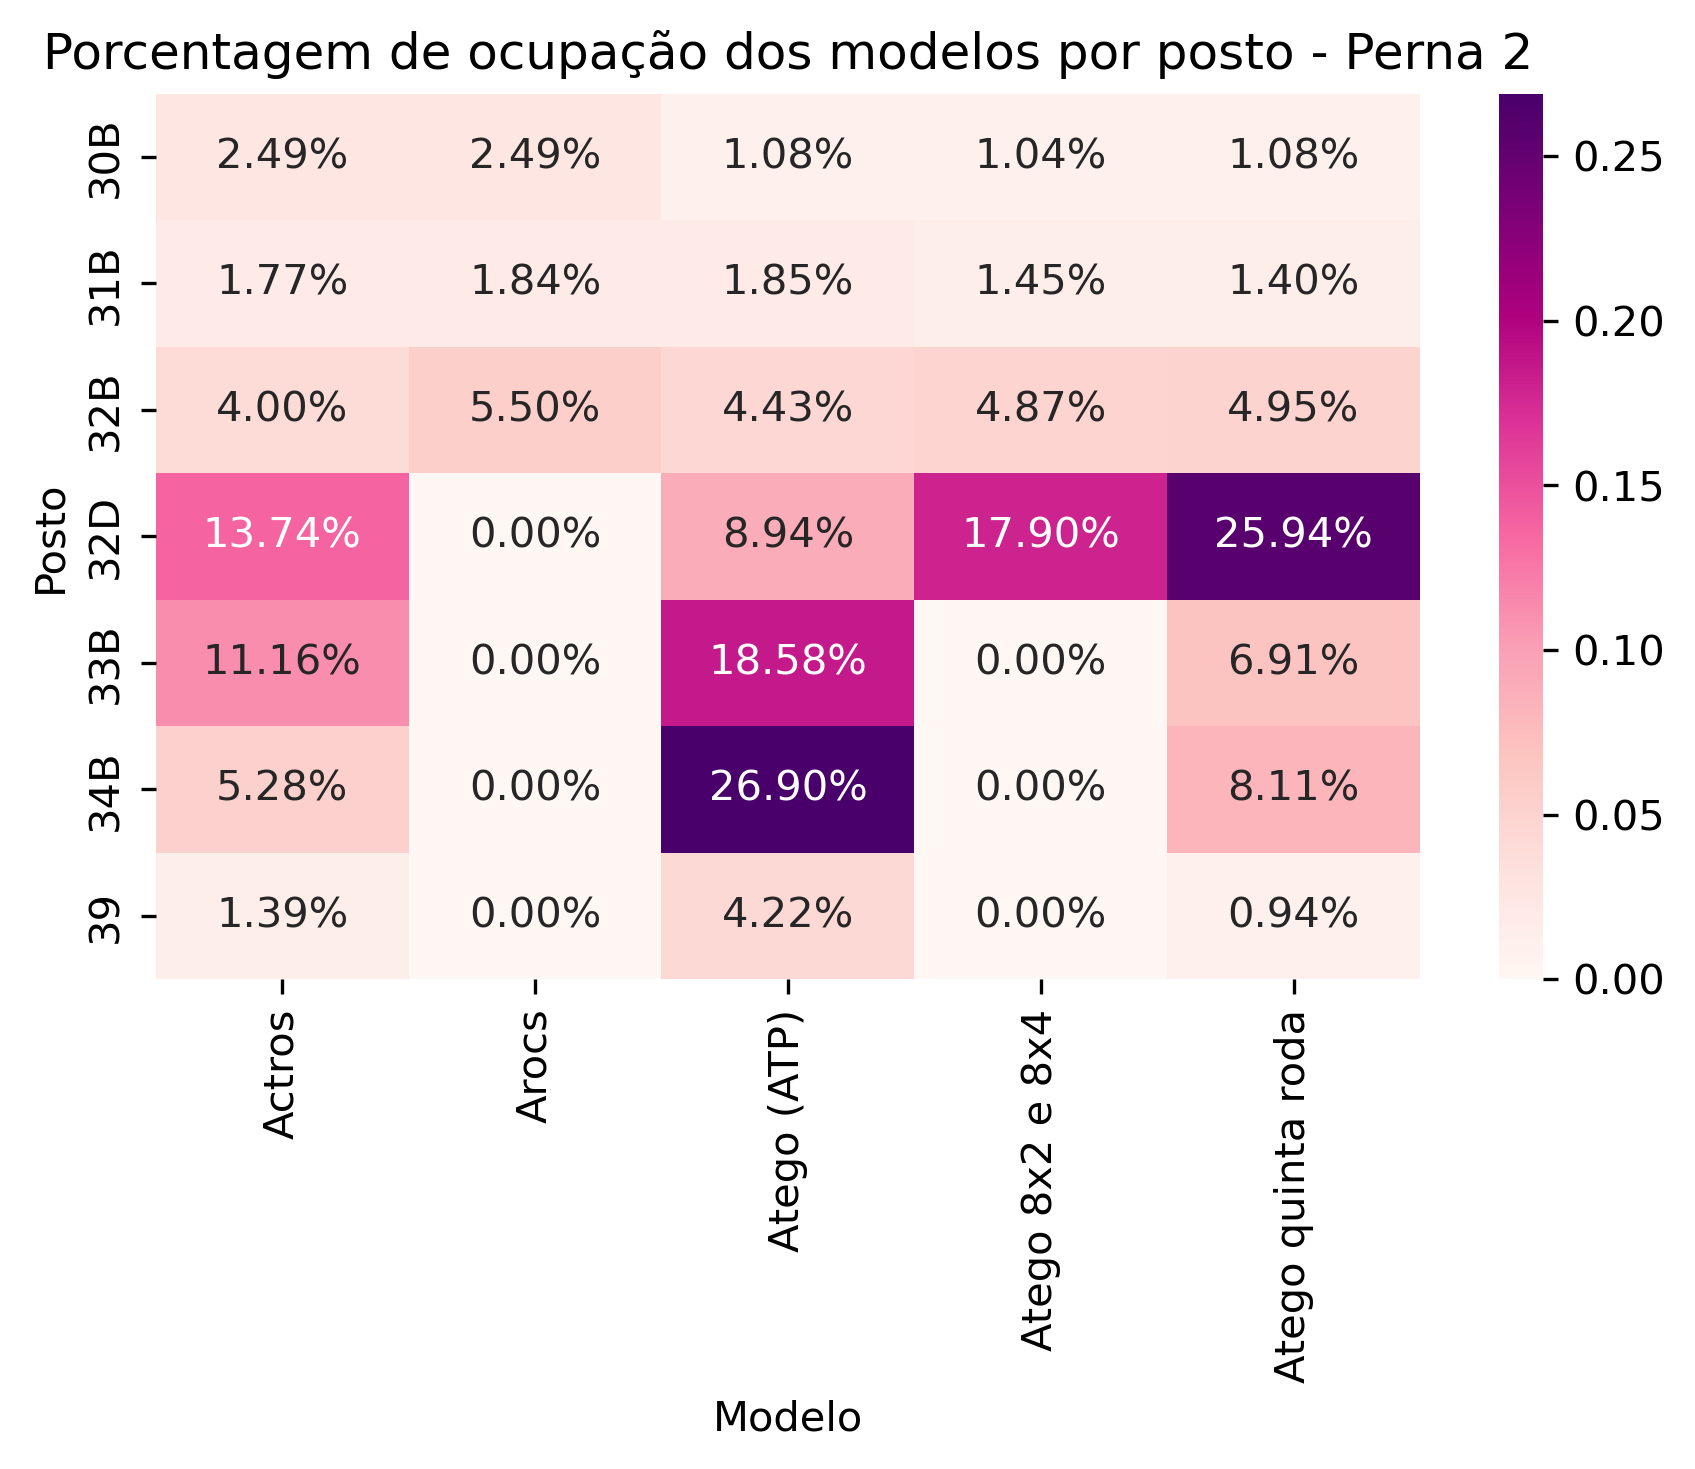 Porcentagem de ocupação dos modelos por posto - Perna 2
Posto
30B 2.49% 2.49% 1.08% 1.04% 1.08%
31B 1.77% 1.84% 1.85% 1.45% 1.40%
32B 4.00% 5.50% 4.43% 4.87% 4.95%
32D 13.74% 0.00% 8.94% 17.90% 25.94%
33B 11.16% 0.00% 18.58% 0.00% 6.91%
34B 5.28% 0.00% 26.90% 0.00% 8.11%
39 1.39% 0.00% 4.22% 0.00% 0.94%
Actros
Arocs
Atego (ATP)
Atego 8x2 e 8x4
Atego quinta roda
Modelo
0.25
0.20
0.15
0.10
0.05
0.00